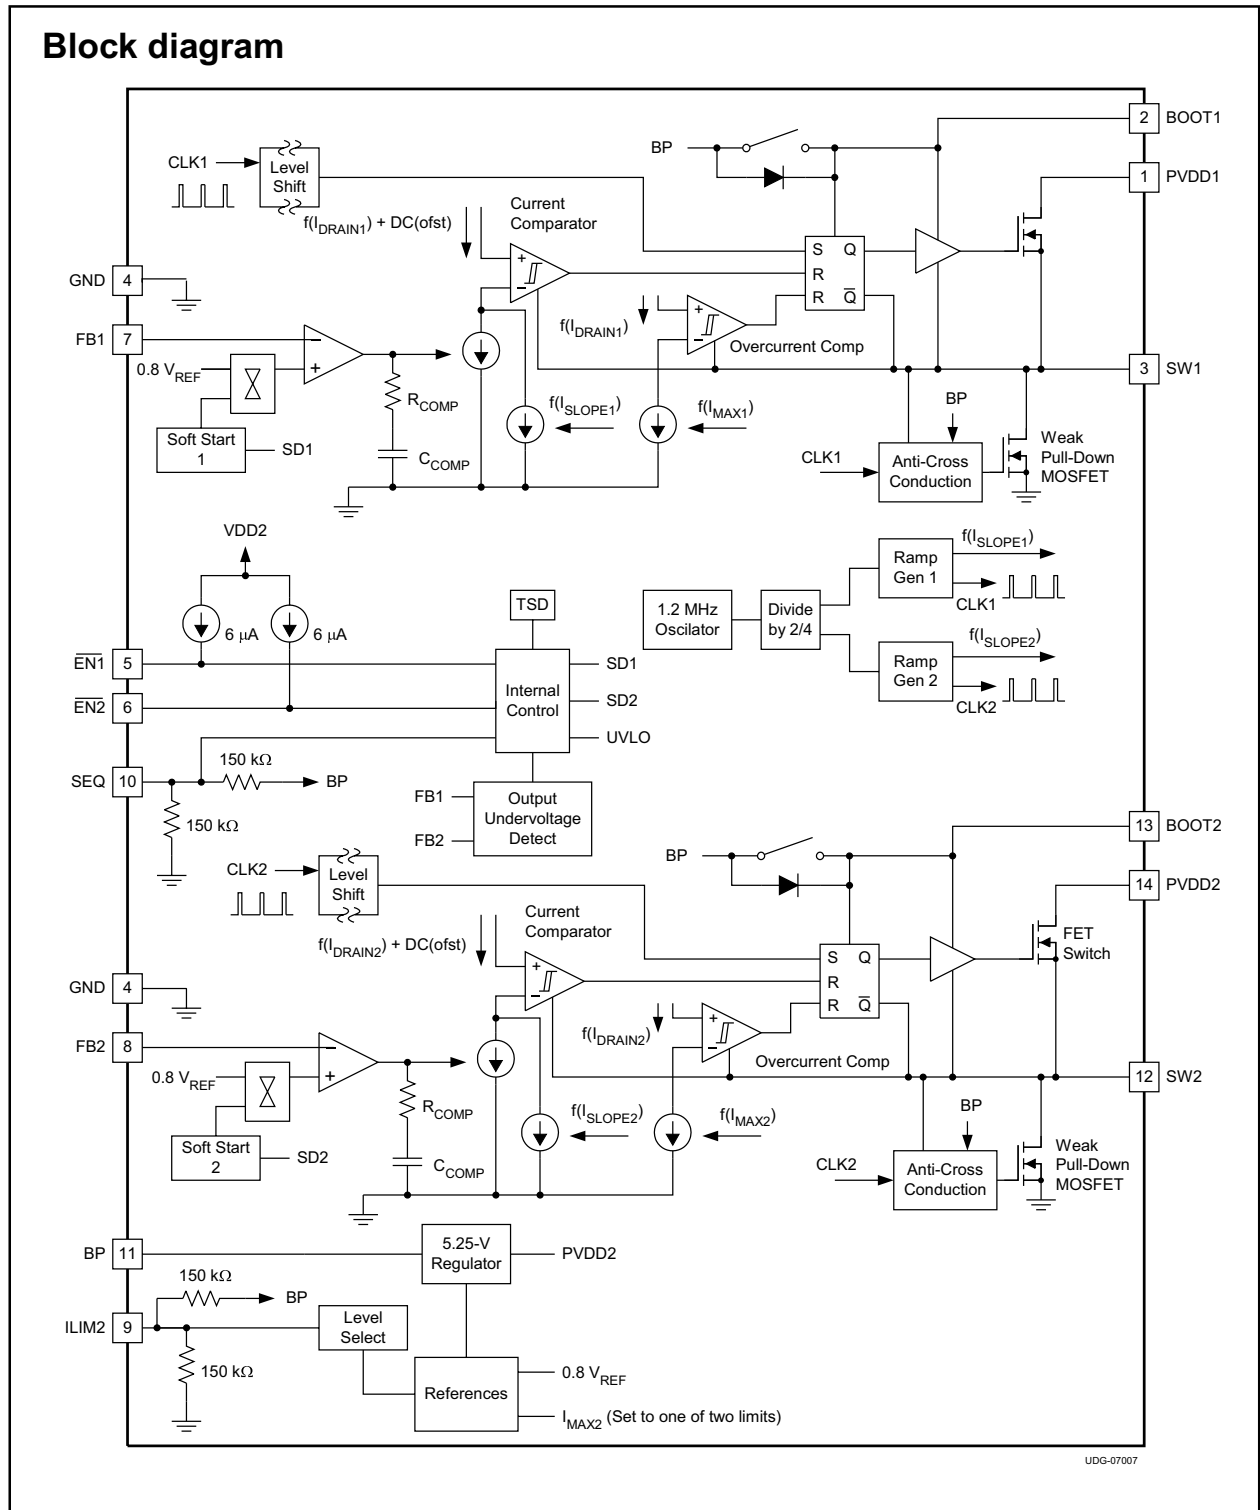 Block diagram
2 BOOT1
BP
CLK1
Level
Shift
1 PVDD1
f(IDRAIN1) + DC(ofst)
Current
Comparator
+
–
S Q
R
R Q̅
GND 4
f(IDRAIN1)
+
–
Overcurrent Comp
FB1 7
–
+
0.8 VREF
3 SW1
RCOMP
f(ISLOPE1)
f(IMAX1)
BP
Soft Start
1
SD1
CCOMP
CLK1
Anti-Cross
Conduction
Weak
Pull-Down
MOSFET
VDD2
6 µA
6 µA
TSD
1.2 MHz
Oscilator
Divide
by 2/4
Ramp
Gen 1
f(ISLOPE1)
CLK1
Ramp
Gen 2
f(ISLOPE2)
CLK2
E̅N̅1̅ 5
E̅N̅2̅ 6
Internal
Control
SD1
SD2
UVLO
SEQ 10
150 kΩ
BP
150 kΩ
FB1
FB2
Output
Undervoltage
Detect
13 BOOT2
BP
CLK2
Level
Shift
14 PVDD2
f(IDRAIN2) + DC(ofst)
Current
Comparator
+
–
S Q
R
R Q̅
FET
Switch
GND 4
f(IDRAIN2)
+
–
Overcurrent Comp
FB2 8
–
+
0.8 VREF
12 SW2
RCOMP
f(ISLOPE2)
f(IMAX2)
BP
Soft Start
2
SD2
CCOMP
CLK2
Anti-Cross
Conduction
Weak
Pull-Down
MOSFET
BP 11
5.25-V
Regulator
PVDD2
150 kΩ
BP
ILIM2 9
Level
Select
150 kΩ
References
0.8 VREF
IMAX2 (Set to one of two limits)
UDG-07007